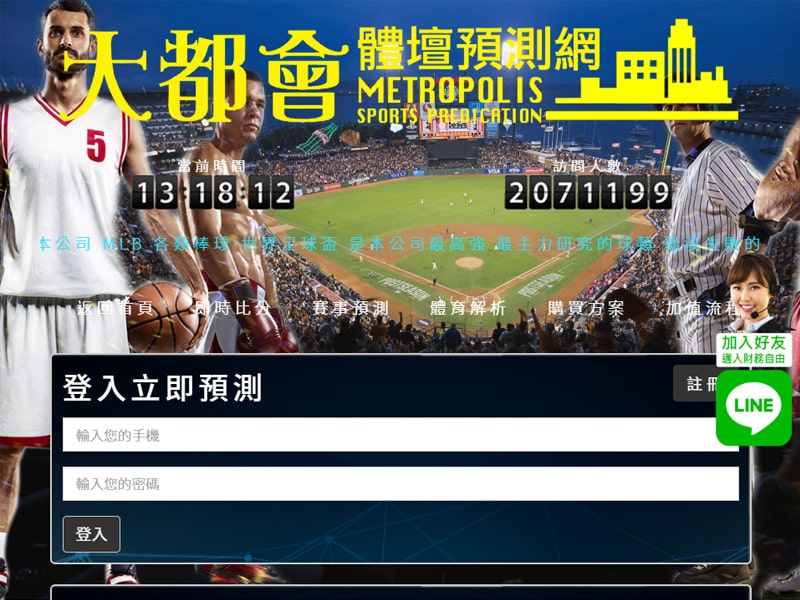 大都會
體壇預測網
METROPOLIS
SPORTS PREDICATION
當前時間
訪問人數
13:18:12
2071199
5
本公司 MLB 各類棒球 世界足球盃 是本公司最高強 最主力研究的球類
返回首頁 即時比分 賽事預測 體育解析 購買方案 加值流程
加入好友
邁入財務自由
LINE
登入立即預測
註冊
輸入您的手機
輸入您的密碼
登入